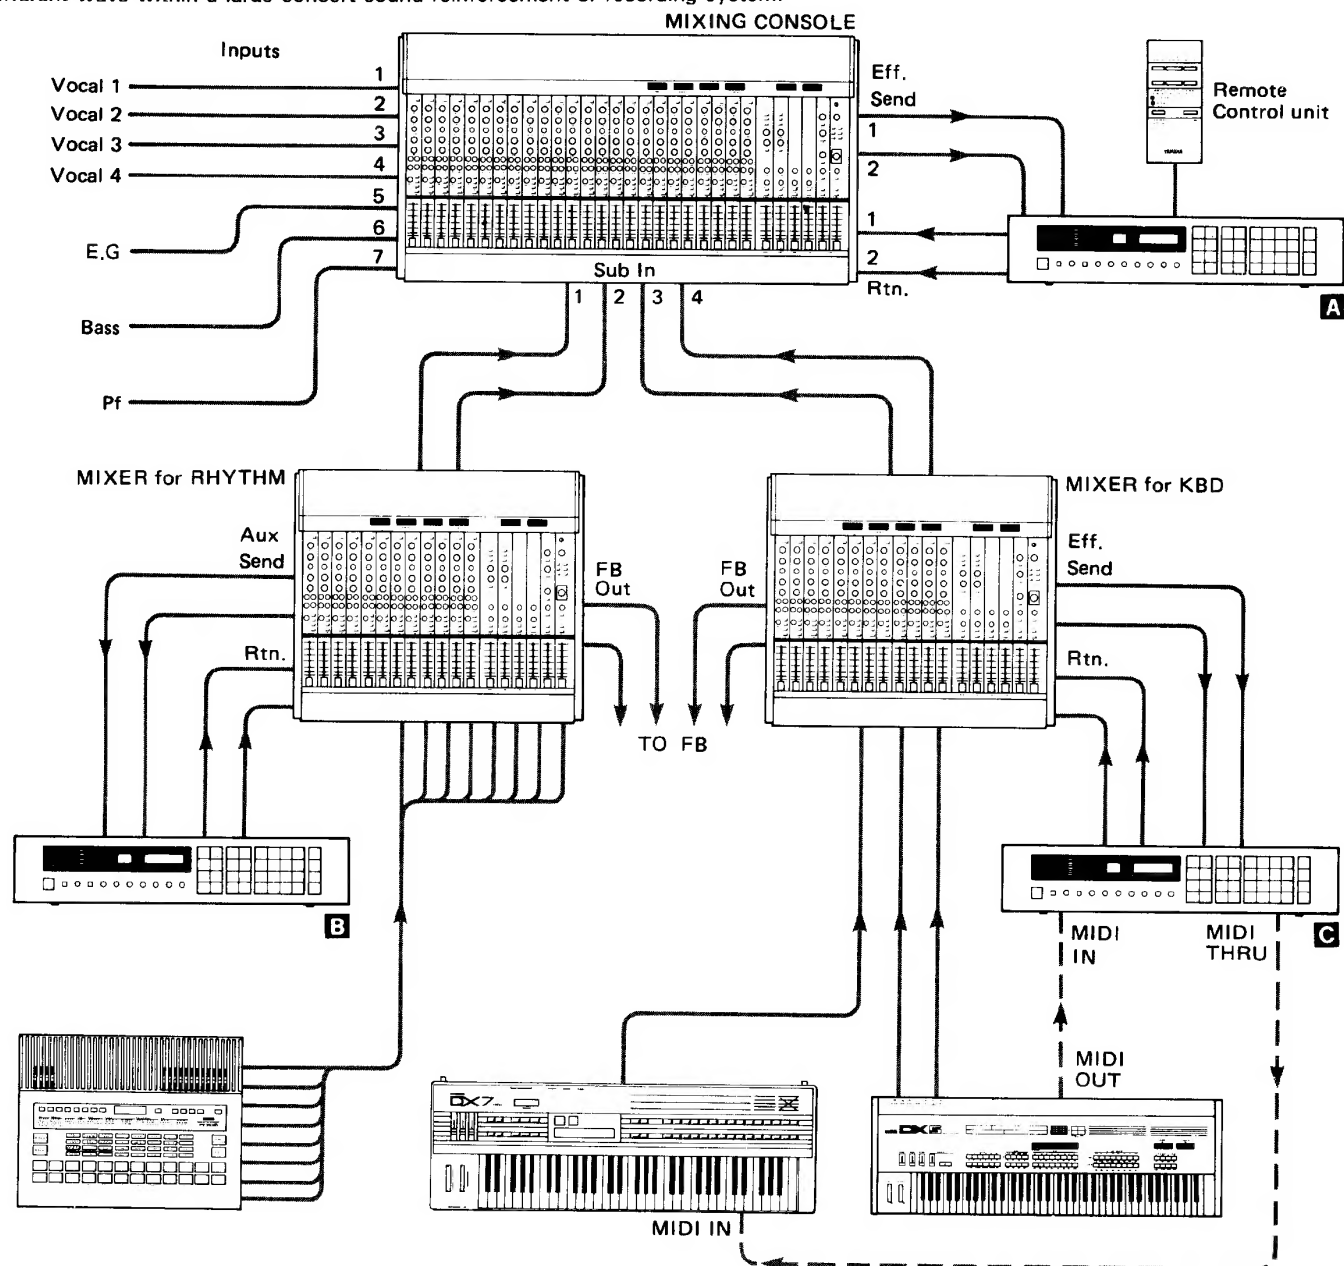 MIXING CONSOLE
Inputs
Vocal 1
Vocal 2
Vocal 3
Vocal 4
E.G
Bass
Pf
1
2
3
4
5
6
7
Eff.
Send
1
2
1
2
Rtn.
Remote
Control unit
YAMAHA
A
Sub In
1 2 3 4
MIXER for RHYTHM
Aux
Send
Rtn.
FB
Out
B
TO FB
MIXER for KBD
FB
Out
Eff.
Send
Rtn.
MIDI
IN
MIDI
THRU
C
MIDI
OUT
DX7
DX
MIDI IN